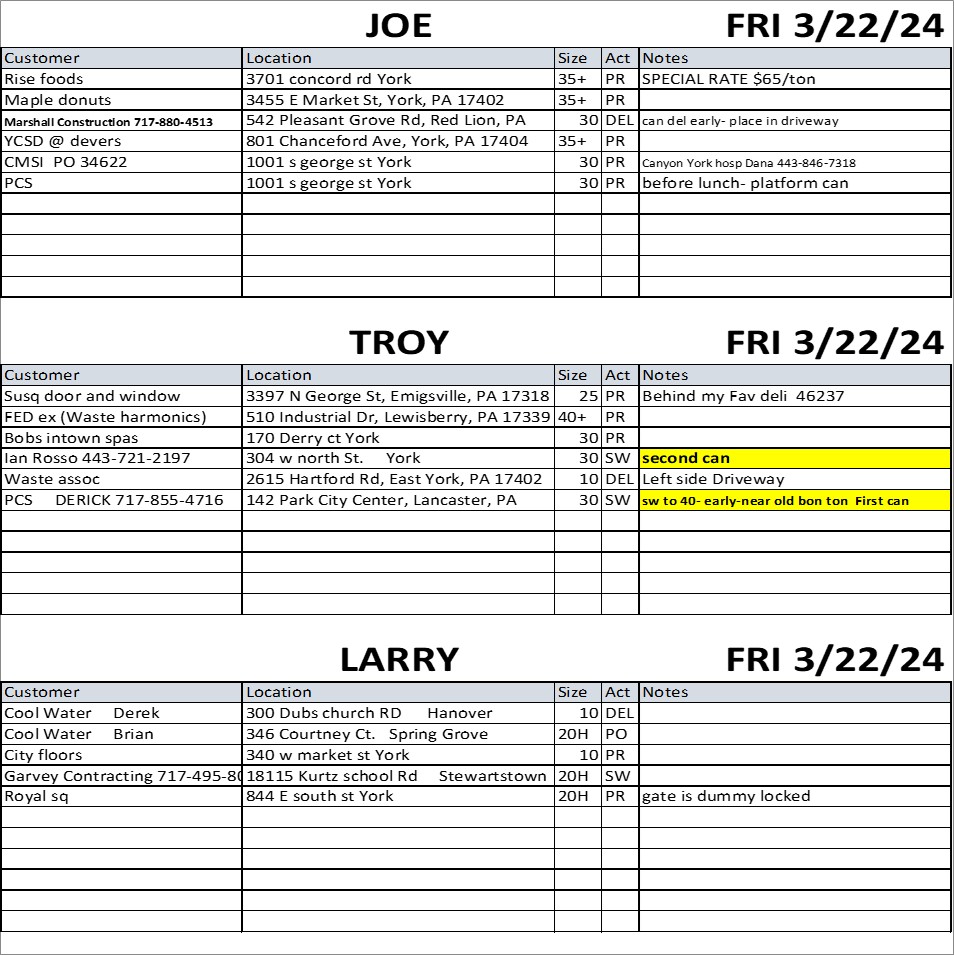 JOE FRI 3/22/24
Customer Location Size Act Notes
Rise foods 3701 concord rd York 35+ PR SPECIAL RATE $65/ton
Maple donuts 3455 E Market St, York, PA 17402 35+ PR
Marshall Construction 717-880-4513 542 Pleasant Grove Rd, Red Lion, PA 30 DEL can del early- place in driveway
YCSD @ devers 801 Chanceford Ave, York, PA 17404 35+ PR
CMSI PO 34622 1001 s george st York 30 PR Canyon York hosp Dana 443-846-7318
PCS 1001 s george st York 30 PR before lunch- platform can
TROY FRI 3/22/24
Customer Location Size Act Notes
Susq door and window 3397 N George St, Emigsville, PA 17318 25 PR Behind my Fav deli 46237
FED ex (Waste harmonics) 510 Industrial Dr, Lewisberry, PA 17339 40+ PR
Bobs intown spas 170 Derry ct York 30 PR
Ian Rosso 443-721-2197 304 w north St. York 30 SW second can
Waste assoc 2615 Hartford Rd, East York, PA 17402 10 DEL Left side Driveway
PCS DERICK 717-855-4716 142 Park City Center, Lancaster, PA 30 SW sw to 40- early-near old bon ton First can
LARRY FRI 3/22/24
Customer Location Size Act Notes
Cool Water Derek 300 Dubs church RD Hanover 10 DEL
Cool Water Brian 346 Courtney Ct. Spring Grove 20H PO
City floors 340 w market st York 10 PR
Garvey Contracting 717-495-80 18115 Kurtz school Rd Stewartstown 20H SW
Royal sq 844 E south st York 20H PR gate is dummy locked